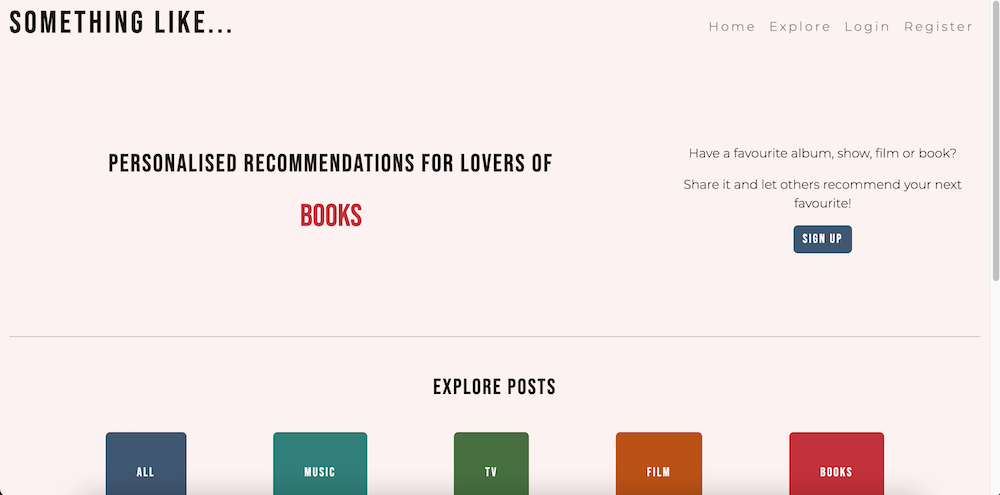 SOMETHING LIKE...
Home Explore Login Register
PERSONALISED RECOMMENDATIONS FOR LOVERS OF
BOOKS
Have a favourite album, show, film or book?
Share it and let others recommend your next
favourite!
SIGN UP
EXPLORE POSTS
ALL MUSIC TV FILM BOOKS